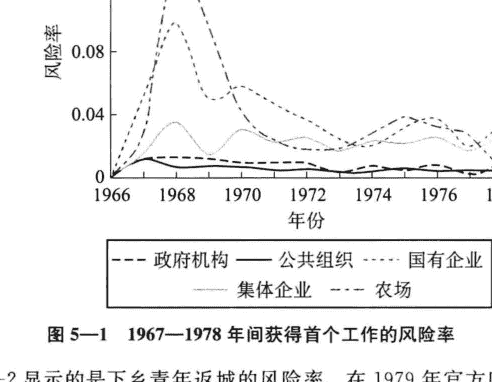 风险率
0.08
0.04
0
1966 1968 1970 1972 1974 1976
年份
政府机构 公共组织 国有企业
集体企业 农场
图 5—1 1967—1978 年间获得首个工作的风险率
2 显示的是下乡青年返城的风险率。在 1979 年官方